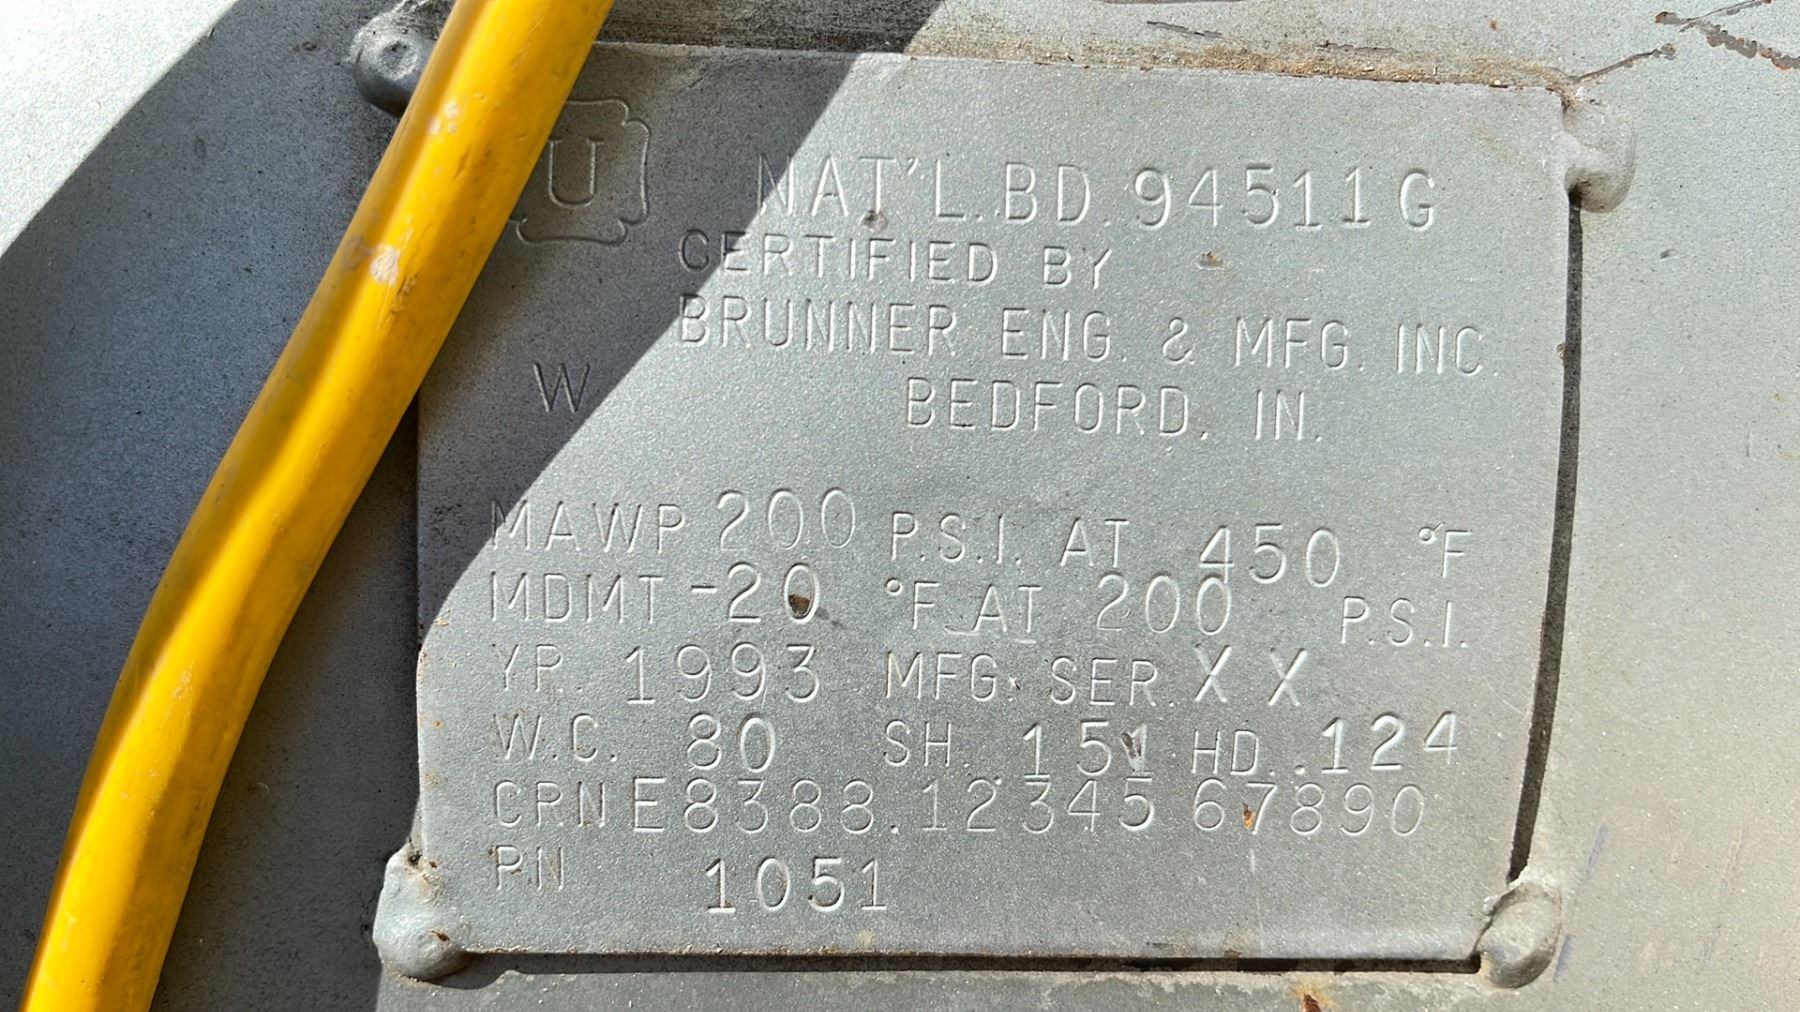 U
NAT'L. BD. 94511G
CERTIFIED BY
BRUNNER ENG. & MFG. INC.
W BEDFORD, IN.
MAWP 200 P.S.I. AT 450 °F
MDMT -20 °F AT 200 P.S.I.
YR. 1993 MFG. SER. X X
W.C. 80 SH. .151 HD. .124
CRN E8388.1234567890
P.N 1051